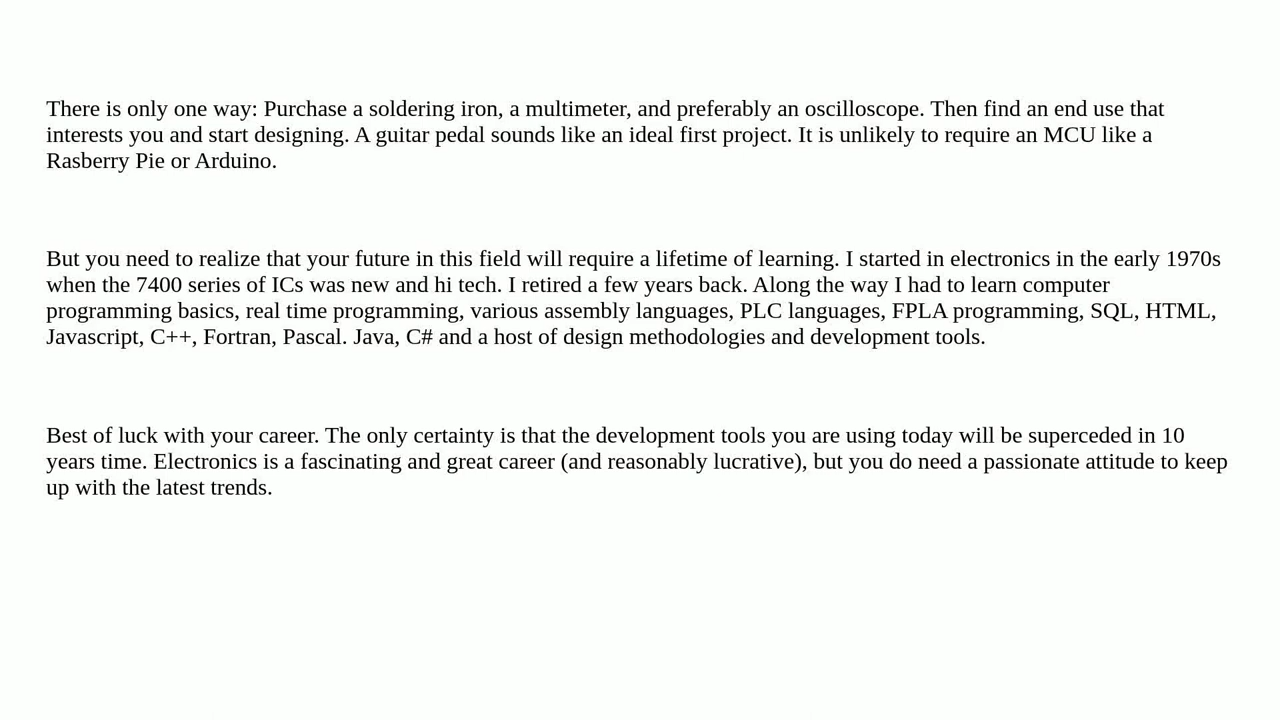 There is only one way: Purchase a soldering iron, a multimeter, and preferably an oscilloscope. Then find an end use that
interests you and start designing. A guitar pedal sounds like an ideal first project. It is unlikely to require an MCU like a
Rasberry Pie or Arduino.
But you need to realize that your future in this field will require a lifetime of learning. I started in electronics in the early 1970s
when the 7400 series of ICs was new and hi tech. I retired a few years back. Along the way I had to learn computer
programming basics, real time programming, various assembly languages, PLC languages, FPLA programming, SQL, HTML,
Javascript, C++, Fortran, Pascal. Java, C# and a host of design methodologies and development tools.
Best of luck with your career. The only certainty is that the development tools you are using today will be superceded in 10
years time. Electronics is a fascinating and great career (and reasonably lucrative), but you do need a passionate attitude to keep
up with the latest trends.